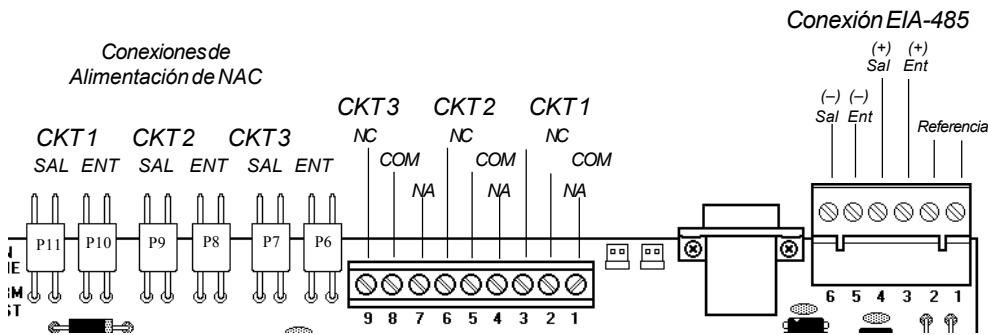 Conexión EIA-485
Conexiones de
Alimentación de NAC
(+) (+)
Sal Ent
(–) (–)
Sal Ent
Referencia
CKT3 CKT2 CKT1
NC NC NC
COM COM COM
NA NA NA
CKT1 CKT2 CKT3
SAL ENT SAL ENT SAL ENT
P11 P10 P9 P8 P7 P6
N
IE
M
ST
9 8 7 6 5 4 3 2 1
6 5 4 3 2 1